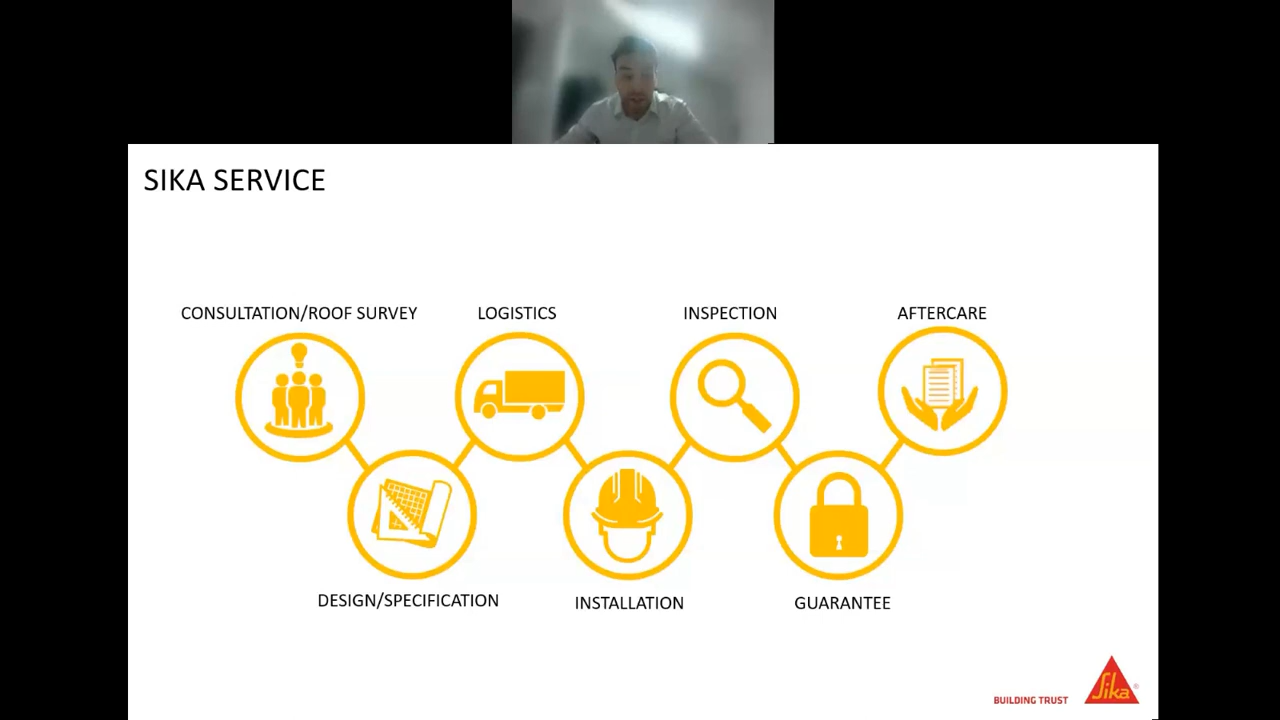 SIKA SERVICE
CONSULTATION/ROOF SURVEY
LOGISTICS
INSPECTION
AFTERCARE
DESIGN/SPECIFICATION
INSTALLATION
GUARANTEE
BUILDING TRUST
Sika®